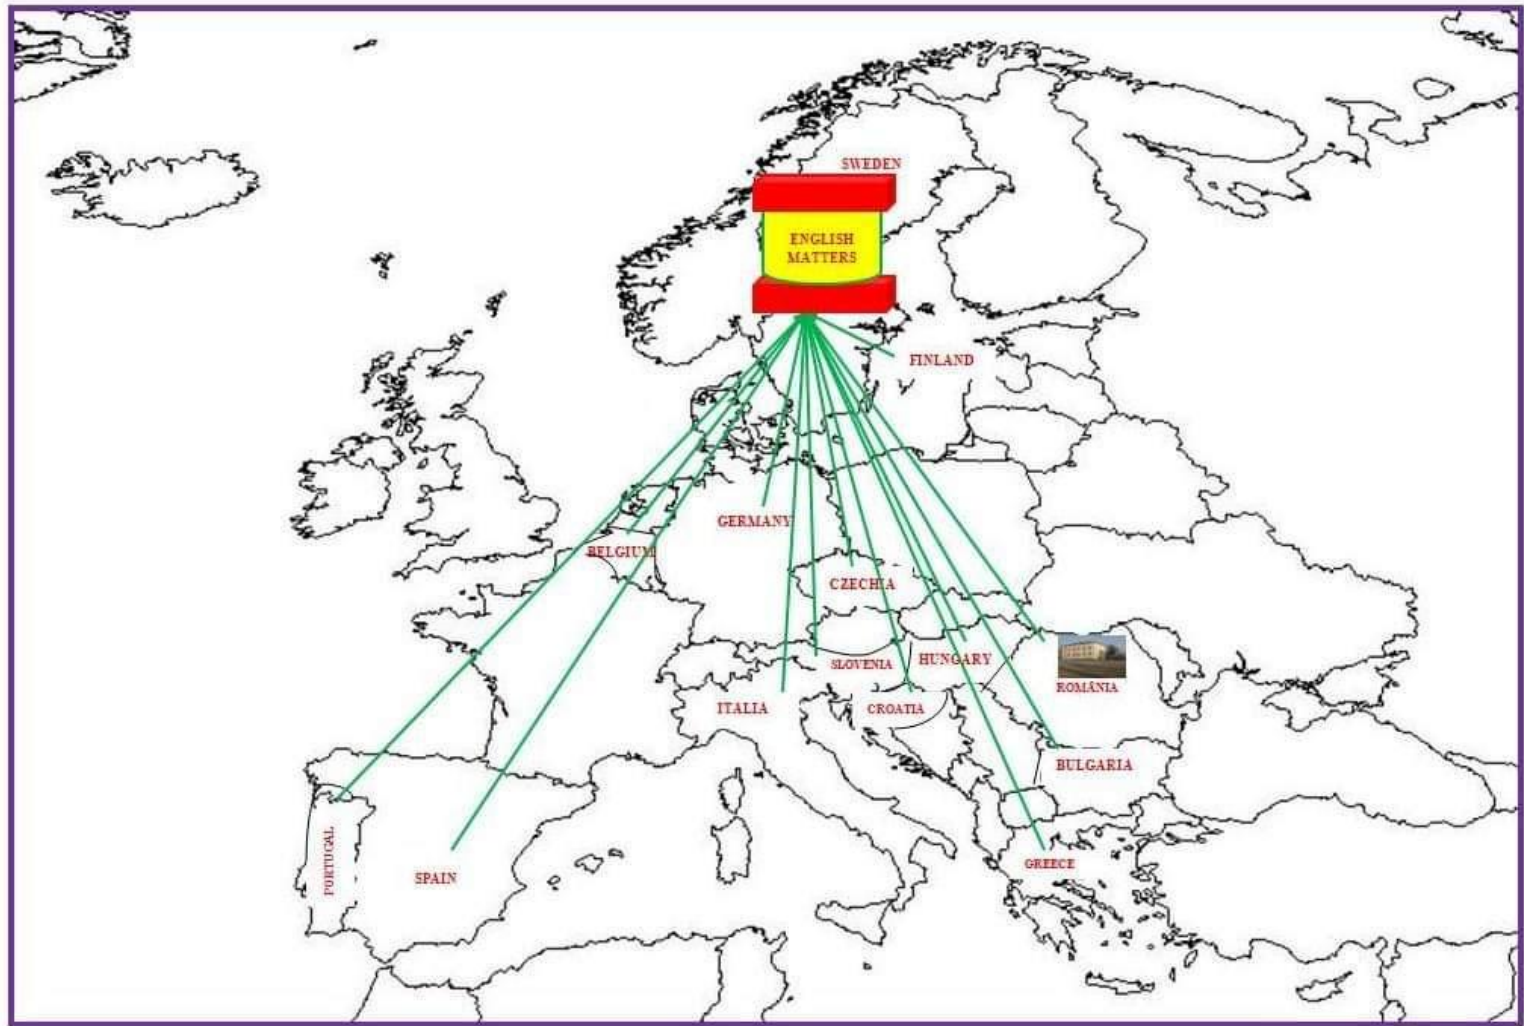 SWEDEN
ENGLISH
MATTERS
FINLAND
GERMANY
BELGIUM
CZECHIA
SLOVENIA
HUNGARY
ROMÂNIA
ITALIA
CROATIA
BULGARIA
PORTUGAL
SPAIN
GREECE